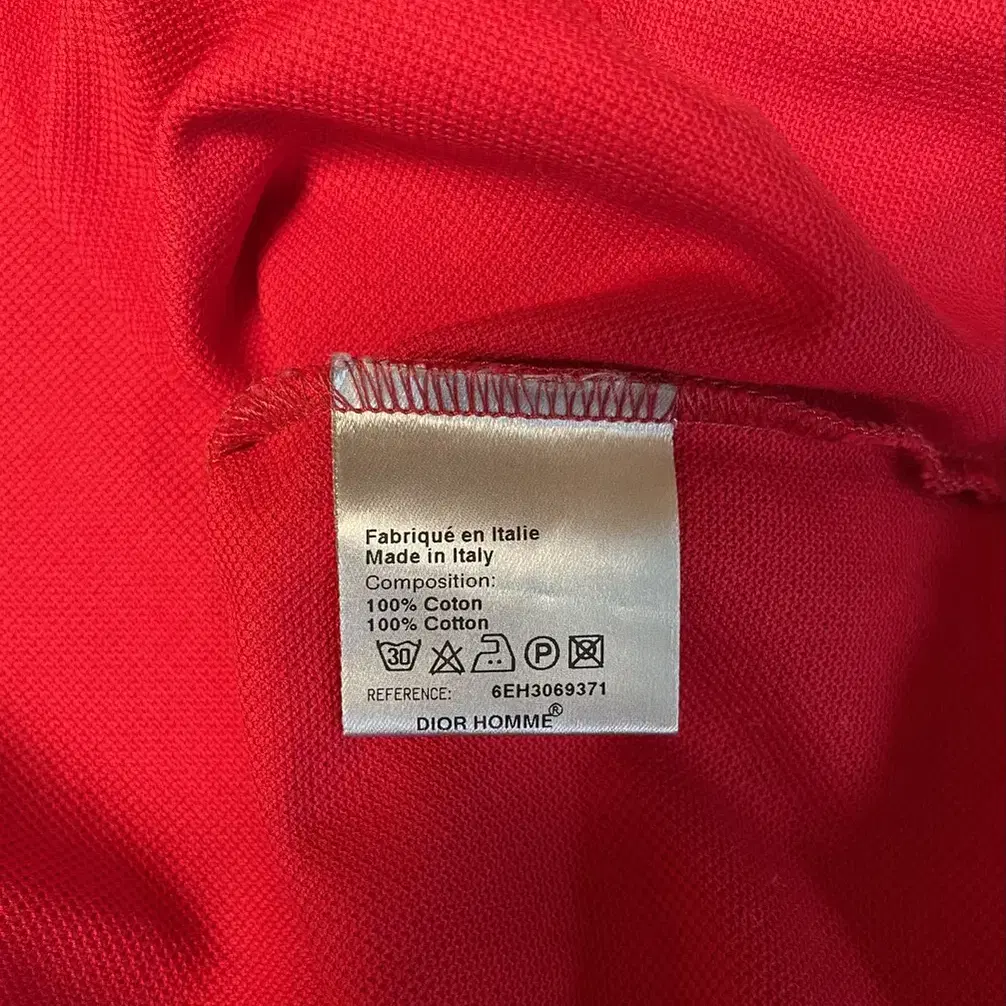 Fabriqué en Italie
Made in Italy
Composition:
100% Coton
100% Cotton
30 P
REFERENCE: 6EH3069371
DIOR HOMME®